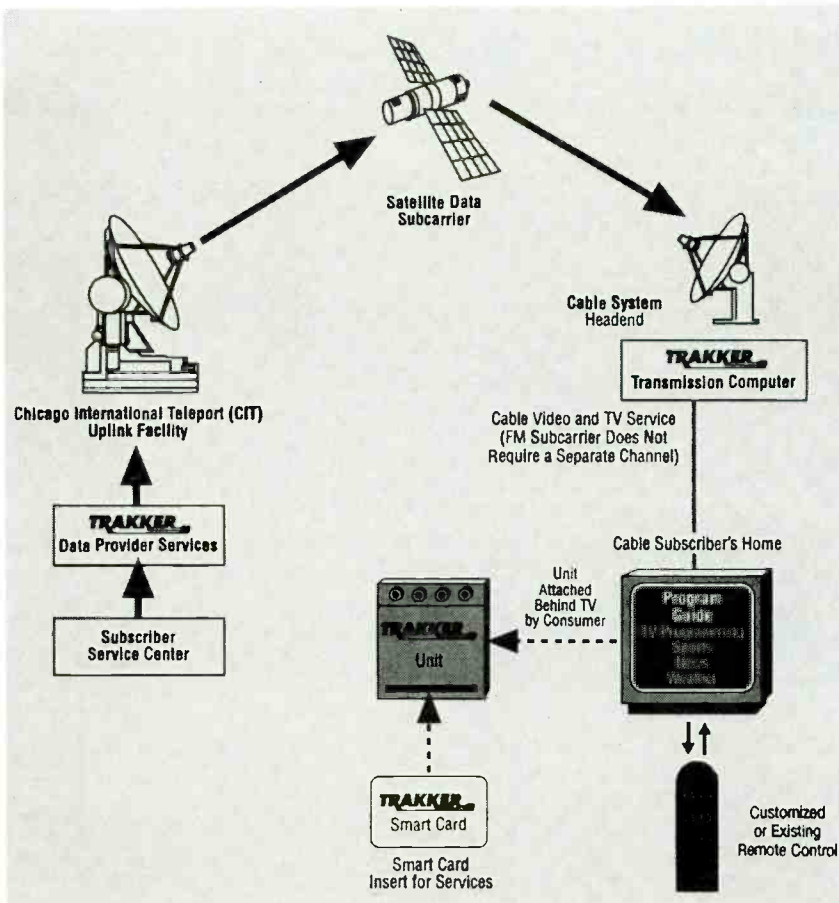 Satellite Data
Subcarrier
Cable System
Headend
TRAKKER
Transmission Computer
Chicago International Teleport (CIT)
Uplink Facility
Cable Video and TV Service
(FM Subcarrier Does Not
Require a Separate Channel)
TRAKKER
Data Provider Services
Subscriber
Service Center
Cable Subscriber's Home
Unit
Attached
Behind TV
by Consumer
TRAKKER
Unit
Program
Guide
TV Programming
Sports
News
Weather
TRAKKER
Smart Card
Smart Card
Insert for Services
Customized
or Existing
Remote Control